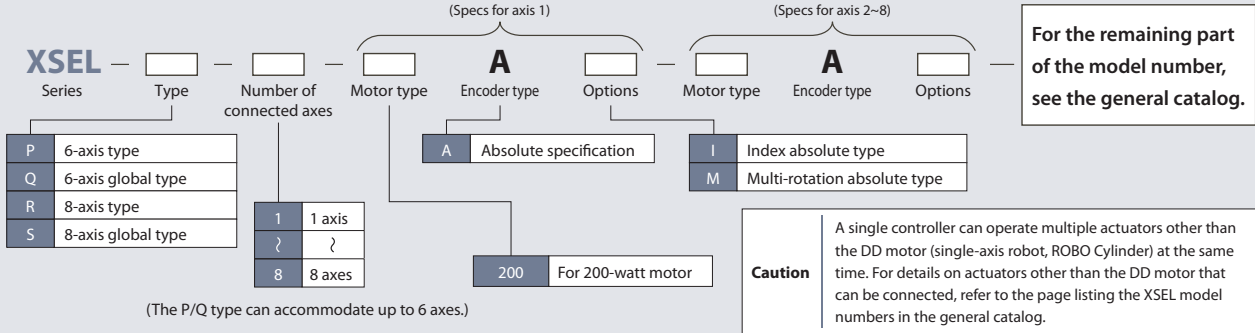 (Specs for axis 1)
(Specs for axis 2~8)
XSEL — — — A — A —
Series Type Number of connected axes Motor type Encoder type Options Motor type Encoder type Options
For the remaining part
of the model number,
see the general catalog.
P 6-axis type
Q 6-axis global type
R 8-axis type
S 8-axis global type
1 1 axis
≀ ≀
8 8 axes
(The P/Q type can accommodate up to 6 axes.)
200 For 200-watt motor
A Absolute specification
I Index absolute type
M Multi-rotation absolute type
Caution
A single controller can operate multiple actuators other than
the DD motor (single-axis robot, ROBO Cylinder) at the same
time. For details on actuators other than the DD motor that
can be connected, refer to the page listing the XSEL model
numbers in the general catalog.